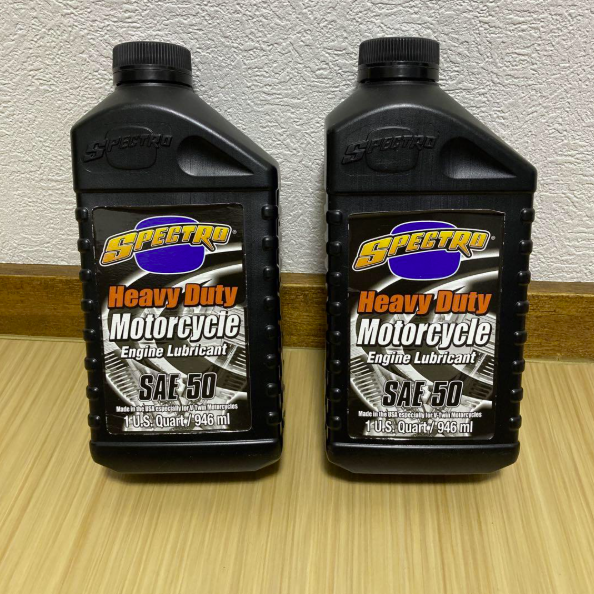 SPECTRO
SPECTRO
Heavy Duty
Motorcycle
Engine Lubricant
SAE 50
Made in the USA especially for V-Twin Motorcycles
1 U.S. Quart / 946 ml
SPECTRO
SPECTRO
Heavy Duty
Motorcycle
Engine Lubricant
SAE 50
Made in the USA especially for V-Twin Motorcycles
1 U.S. Quart / 946 ml